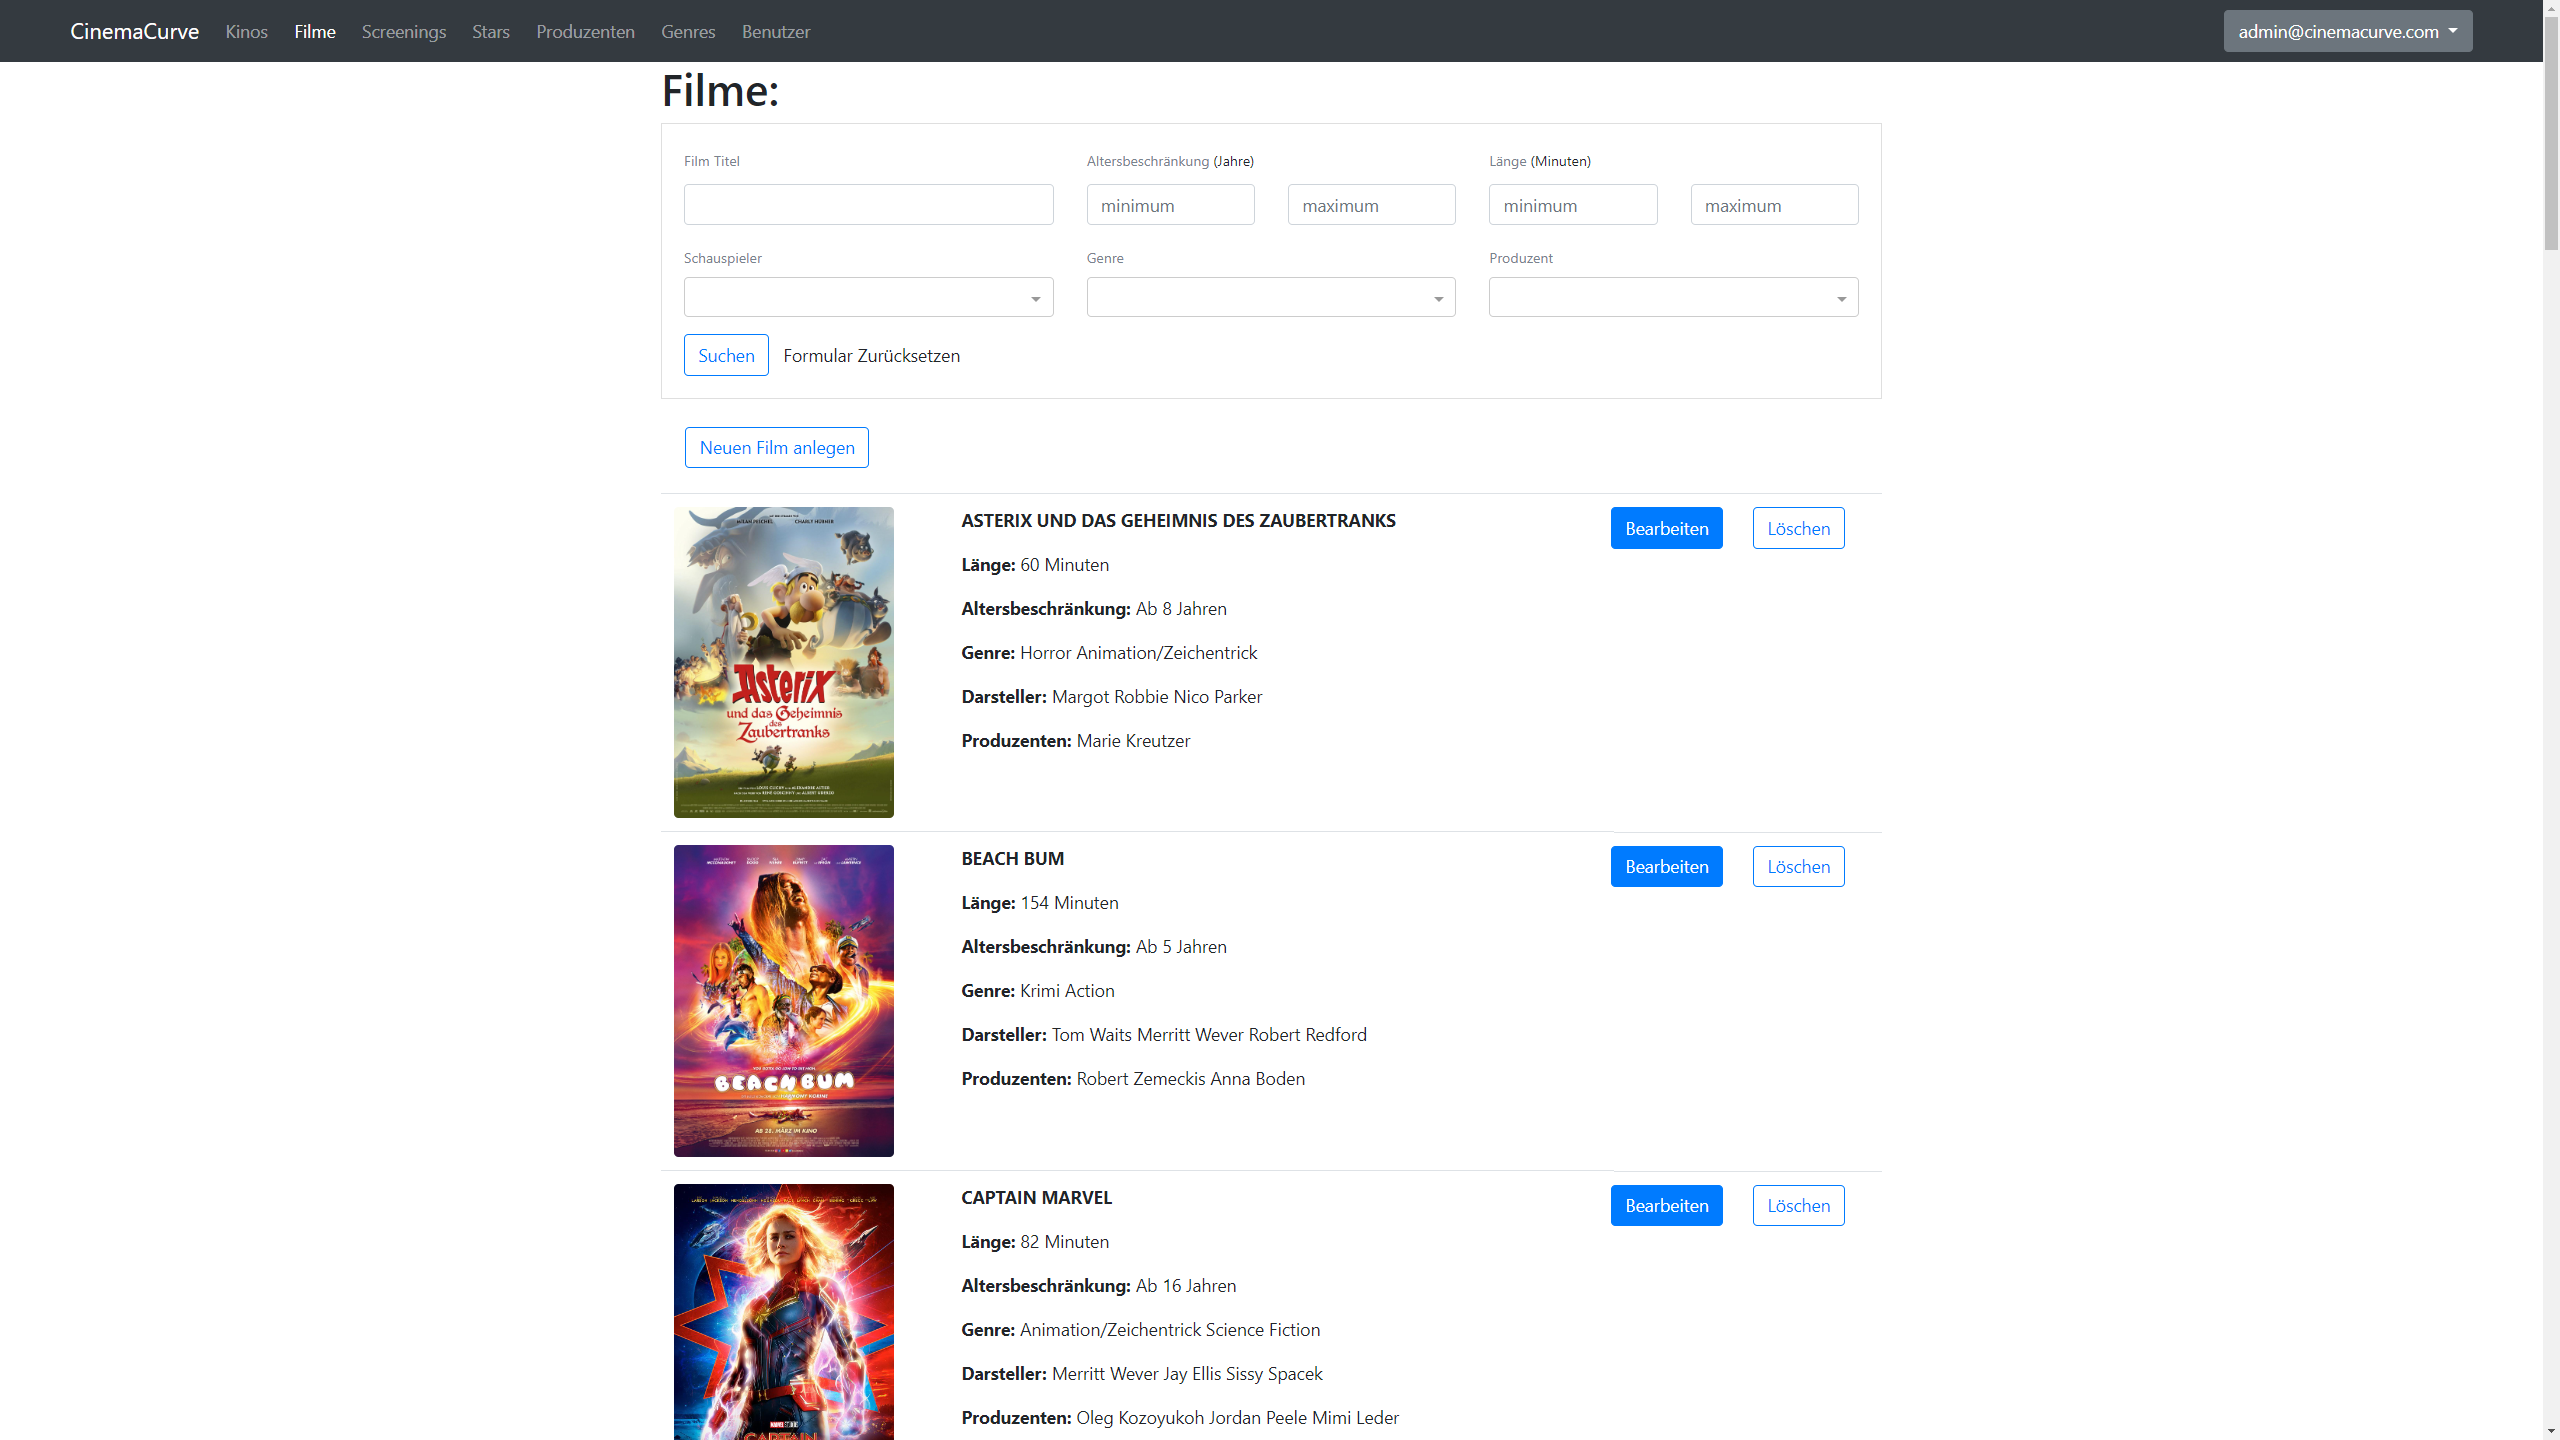 CinemaCurve Kinos Filme Screenings Stars Produzenten Genres Benutzer admin@cinemacurve.com
Filme:
Film Titel Altersbeschränkung (Jahre) Länge (Minuten)
minimum maximum minimum maximum
Schauspieler Genre Produzent
Suchen Formular Zurücksetzen
Neuen Film anlegen
ASTERIX UND DAS GEHEIMNIS DES ZAUBERTRANKS Bearbeiten Löschen
Länge: 60 Minuten
Altersbeschränkung: Ab 8 Jahren
Genre: Horror Animation/Zeichentrick
Darsteller: Margot Robbie Nico Parker
Produzenten: Marie Kreutzer
Asterix
und das Geheimnis
des
Zaubertranks
BEACH BUM Bearbeiten Löschen
Länge: 154 Minuten
Altersbeschränkung: Ab 5 Jahren
Genre: Krimi Action
Darsteller: Tom Waits Merritt Wever Robert Redford
Produzenten: Robert Zemeckis Anna Boden
BEACH BUM
AB 28. MÄRZ IM KINO
CAPTAIN MARVEL Bearbeiten Löschen
Länge: 82 Minuten
Altersbeschränkung: Ab 16 Jahren
Genre: Animation/Zeichentrick Science Fiction
Darsteller: Merritt Wever Jay Ellis Sissy Spacek
Produzenten: Oleg Kozoyukoh Jordan Peele Mimi Leder
CAPTAIN